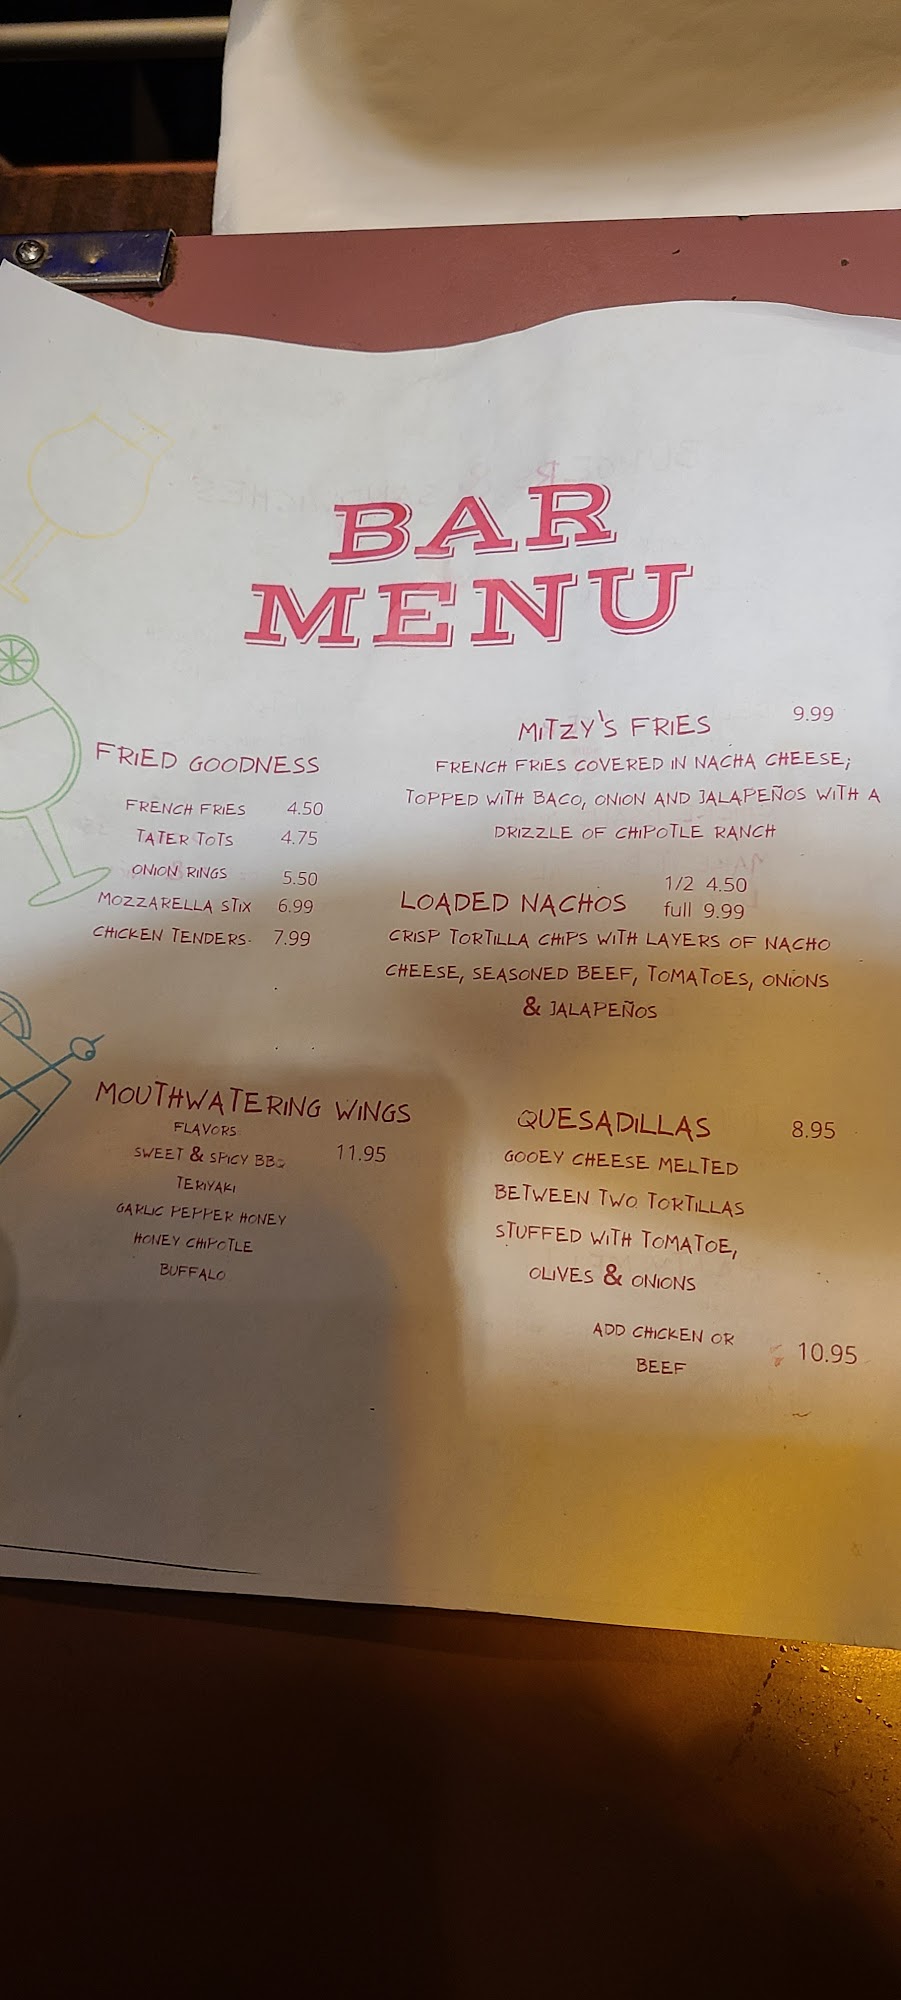 BAR
MENU
FRIED GOODNESS
FRENCH FRIES 4.50
TATER TOTS 4.75
ONION RINGS 5.50
MOZZARELLA STIX 6.99
CHICKEN TENDERS 7.99
MITZY'S FRIES 9.99
FRENCH FRIES COVERED IN NACHA CHEESE;
TOPPED WITH BACO, ONION AND JALAPEÑOS WITH A
DRIZZLE OF CHIPOTLE RANCH
LOADED NACHOS 1/2 4.50
full 9.99
CRISP TORTILLA CHIPS WITH LAYERS OF NACHO
CHEESE, SEASONED BEEF, TOMATOES, ONIONS
& JALAPEÑOS
MOUTHWATERING WINGS
FLAVORS
SWEET & SPICY BBQ 11.95
TERIYAKI
GARLIC PEPPER HONEY
HONEY CHIPOTLE
BUFFALO
QUESADILLAS 8.95
GOOEY CHEESE MELTED
BETWEEN TWO TORTILLAS
STUFFED WITH TOMATOE,
OLIVES & ONIONS
ADD CHICKEN OR
BEEF 10.95